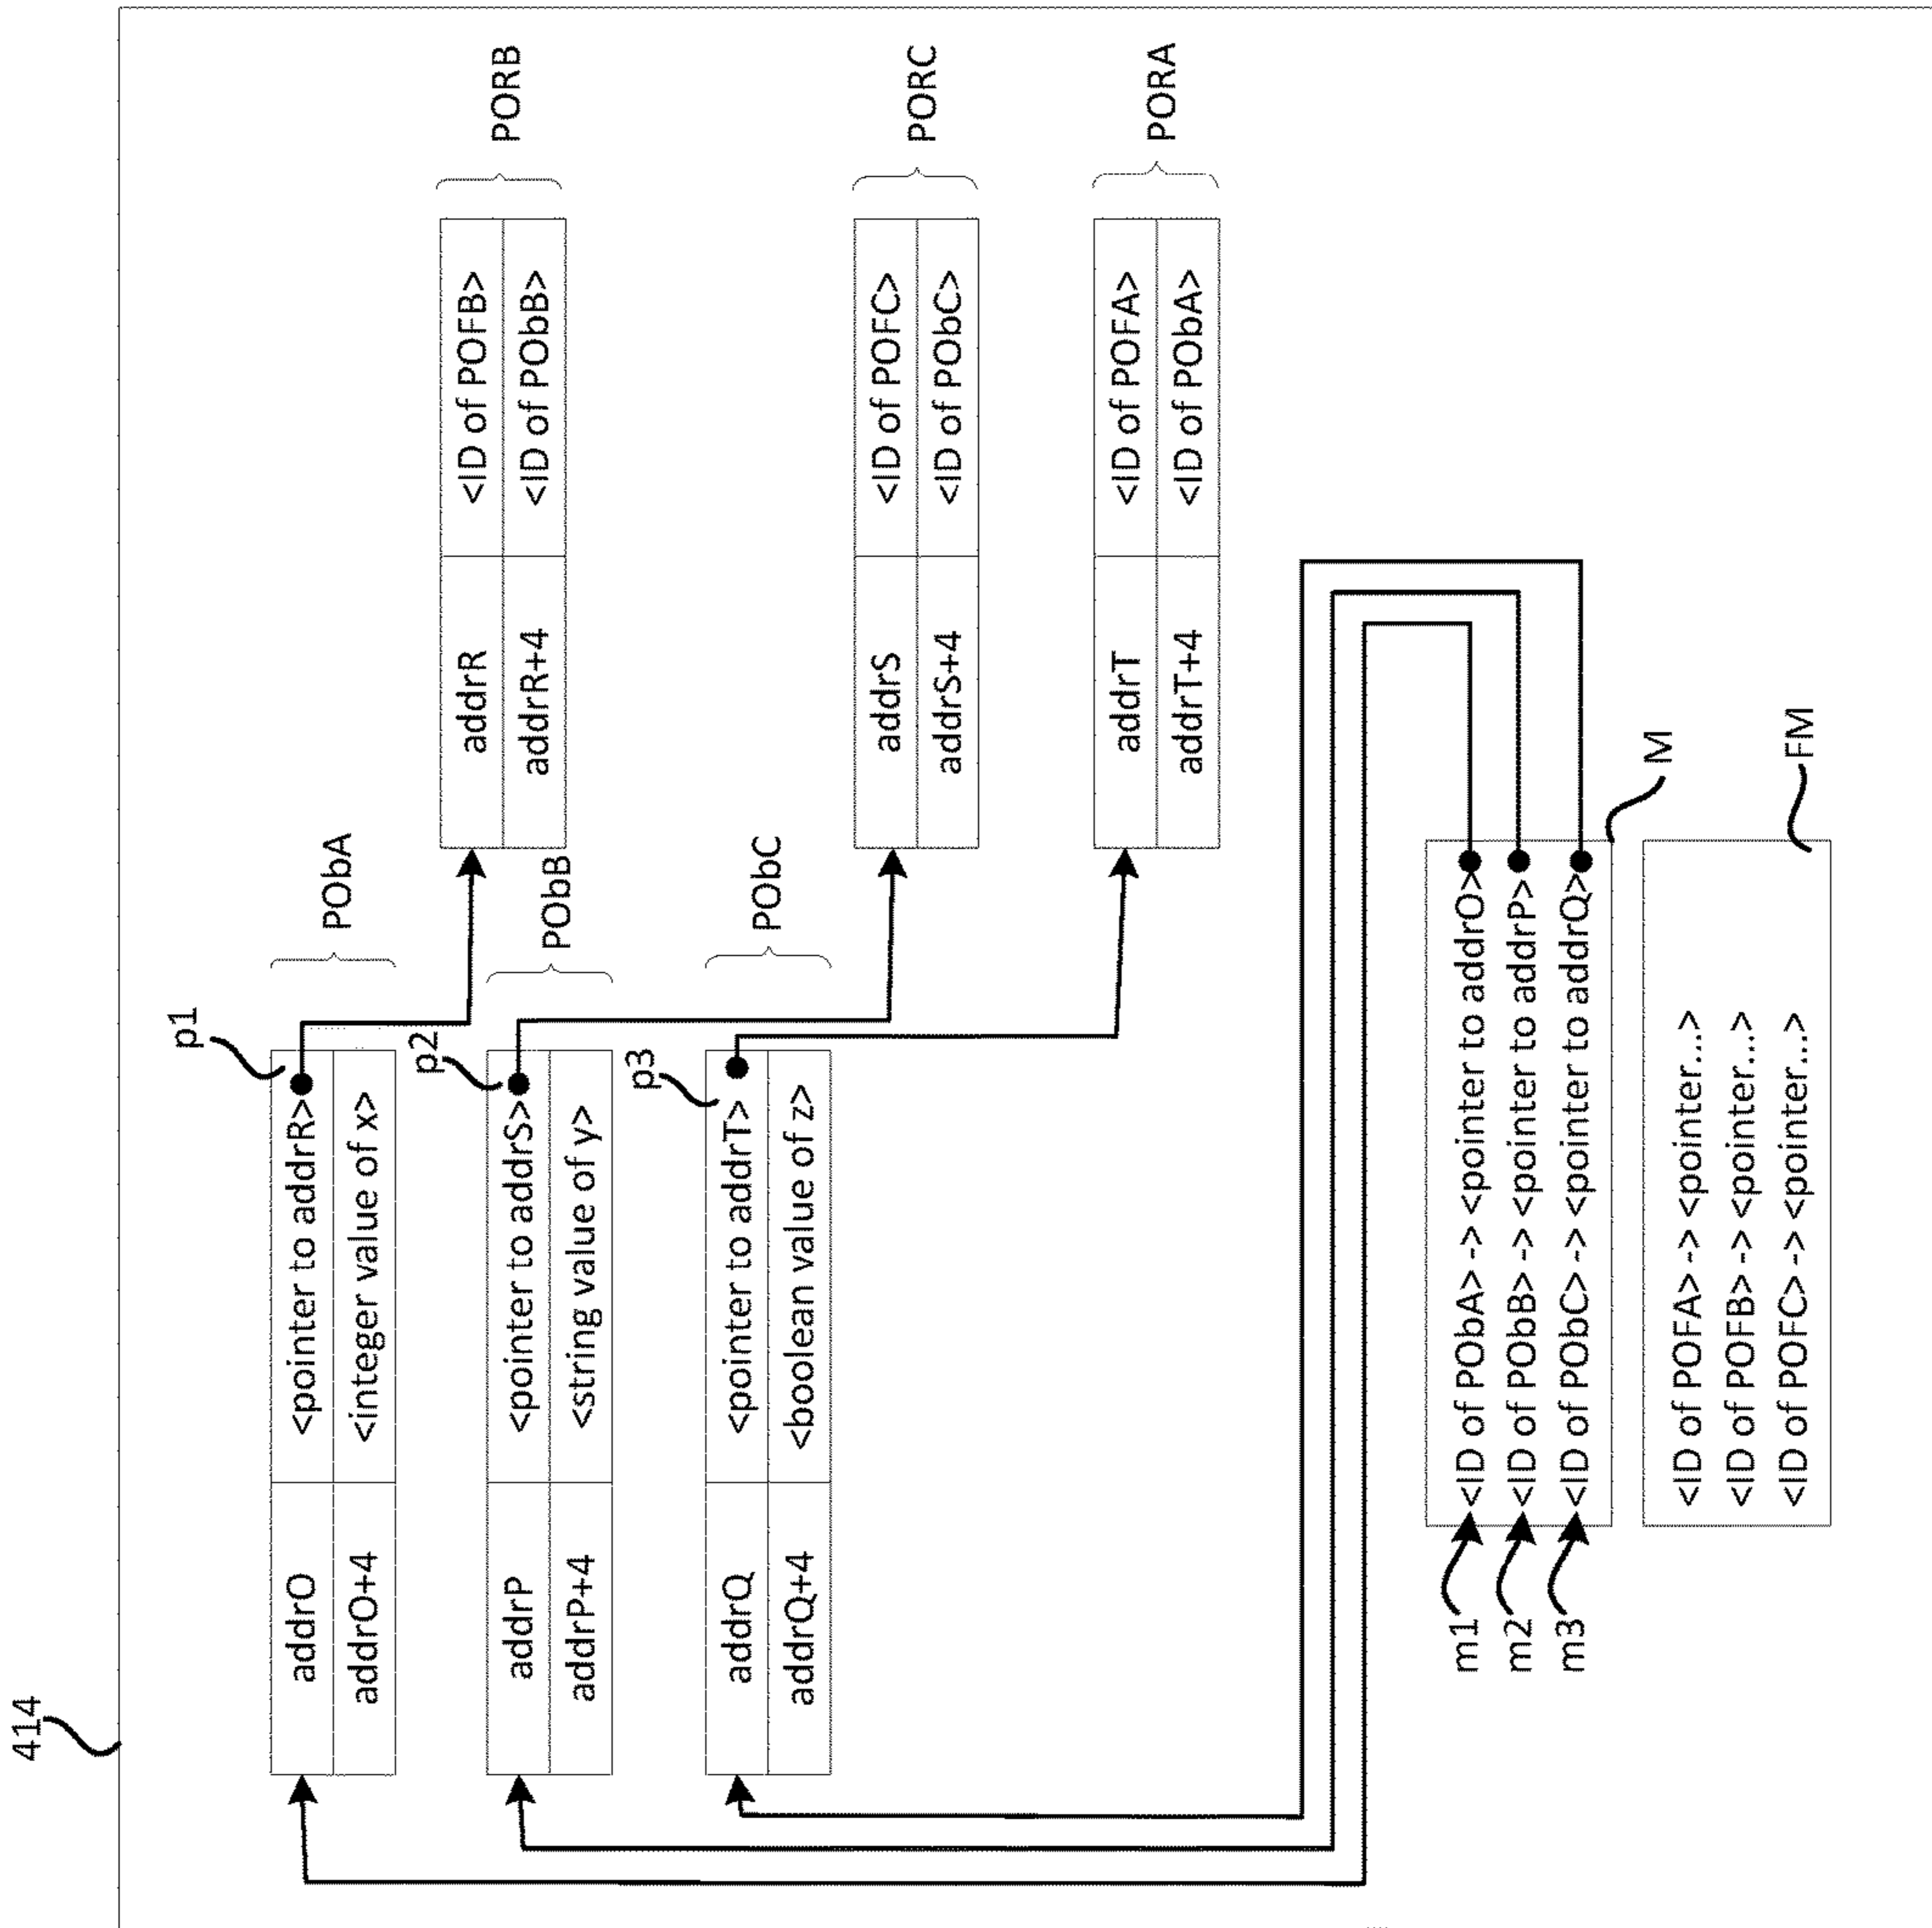 414
p1
addrO <pointer to addrR>
addrO+4 <integer value of x>
PObA
p2
addrP <pointer to addrS>
addrP+4 <string value of y>
PObB
p3
addrQ <pointer to addrT>
addrQ+4 <boolean value of z>
PObC
addrR <ID of POFB>
addrR+4 <ID of PObB>
PORB
addrS <ID of POFC>
addrS+4 <ID of PObC>
PORC
addrT <ID of POFA>
addrT+4 <ID of PObA>
PORA
m1 <ID of PObA> -> <pointer to addrO>
m2 <ID of PObB> -> <pointer to addrP>
m3 <ID of PObC> -> <pointer to addrQ>
M
<ID of POFA> -> <pointer...>
<ID of POFB> -> <pointer...>
<ID of POFC> -> <pointer...>
FM